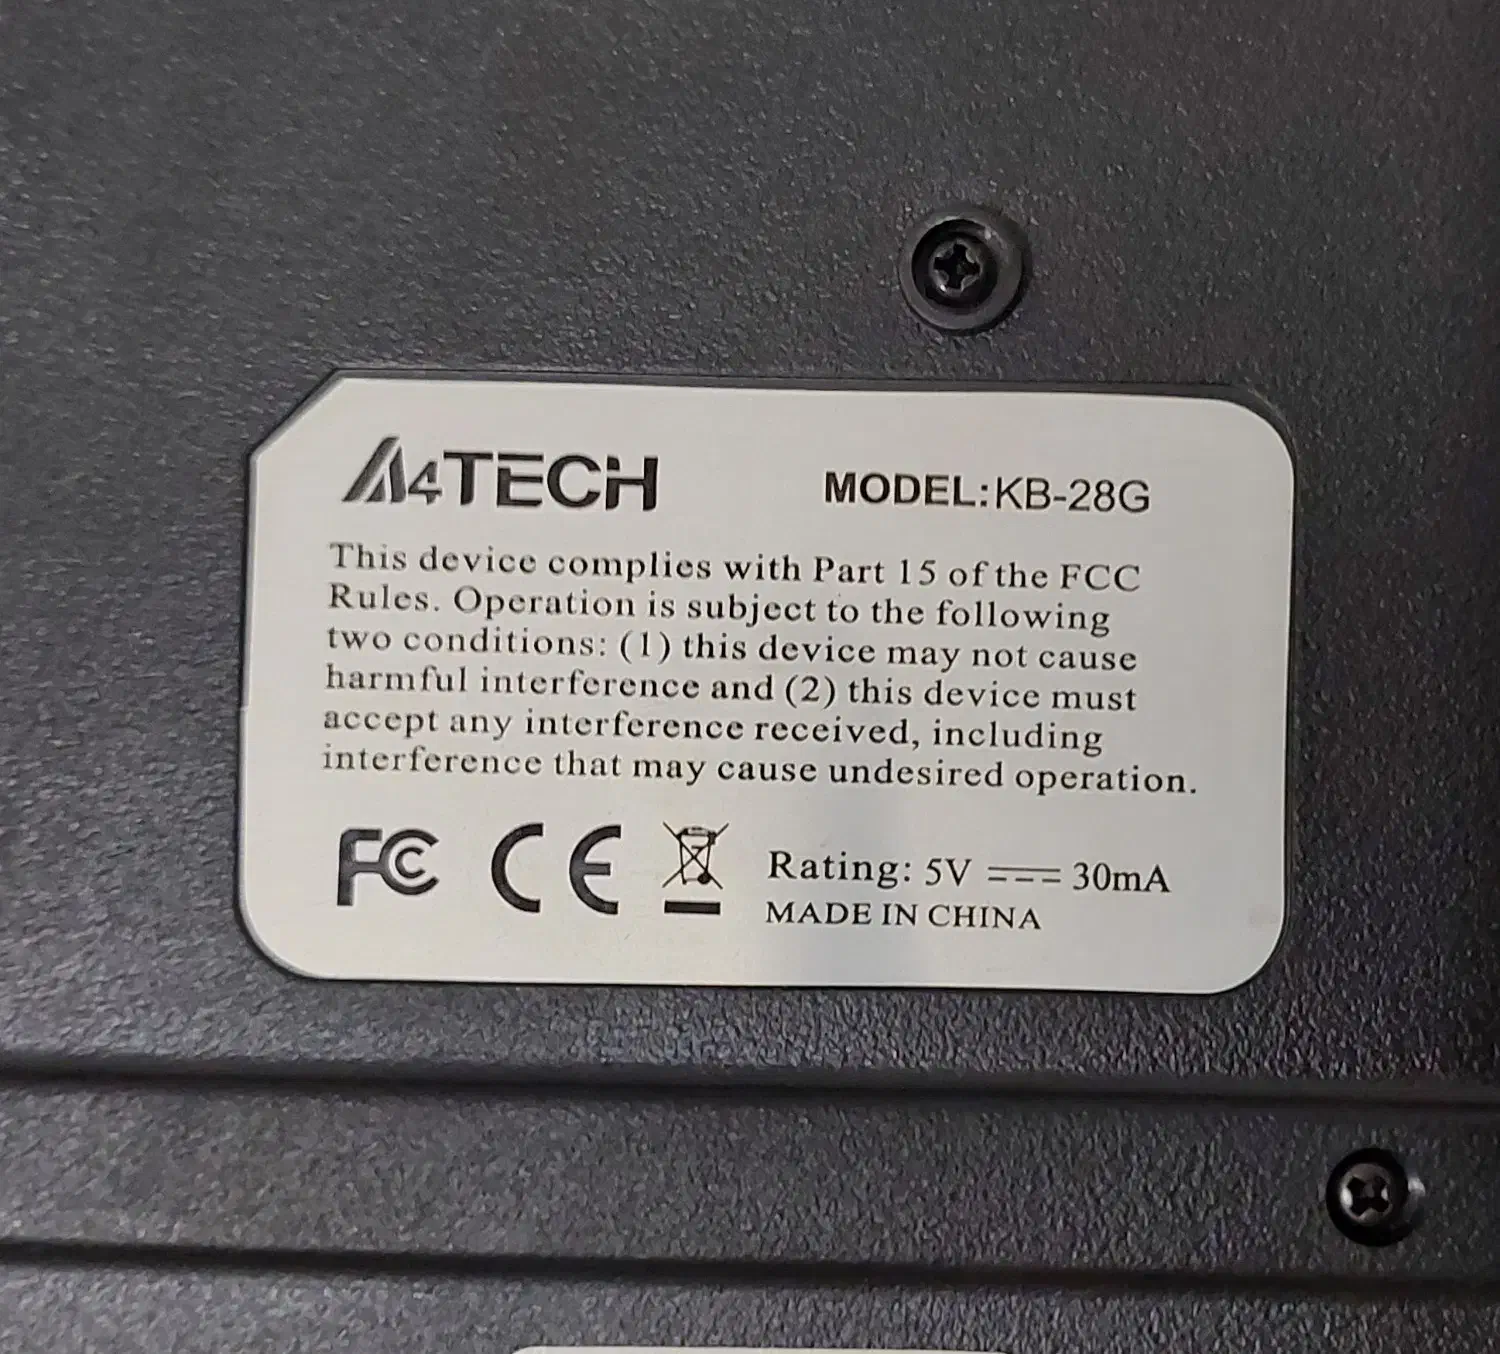 A4TECH MODEL:KB-28G
This device complies with Part 15 of the FCC
Rules. Operation is subject to the following
two conditions: (1) this device may not cause
harmful interference and (2) this device must
accept any interference received, including
interference that may cause undesired operation.
FC CE Rating: 5V 30mA
MADE IN CHINA